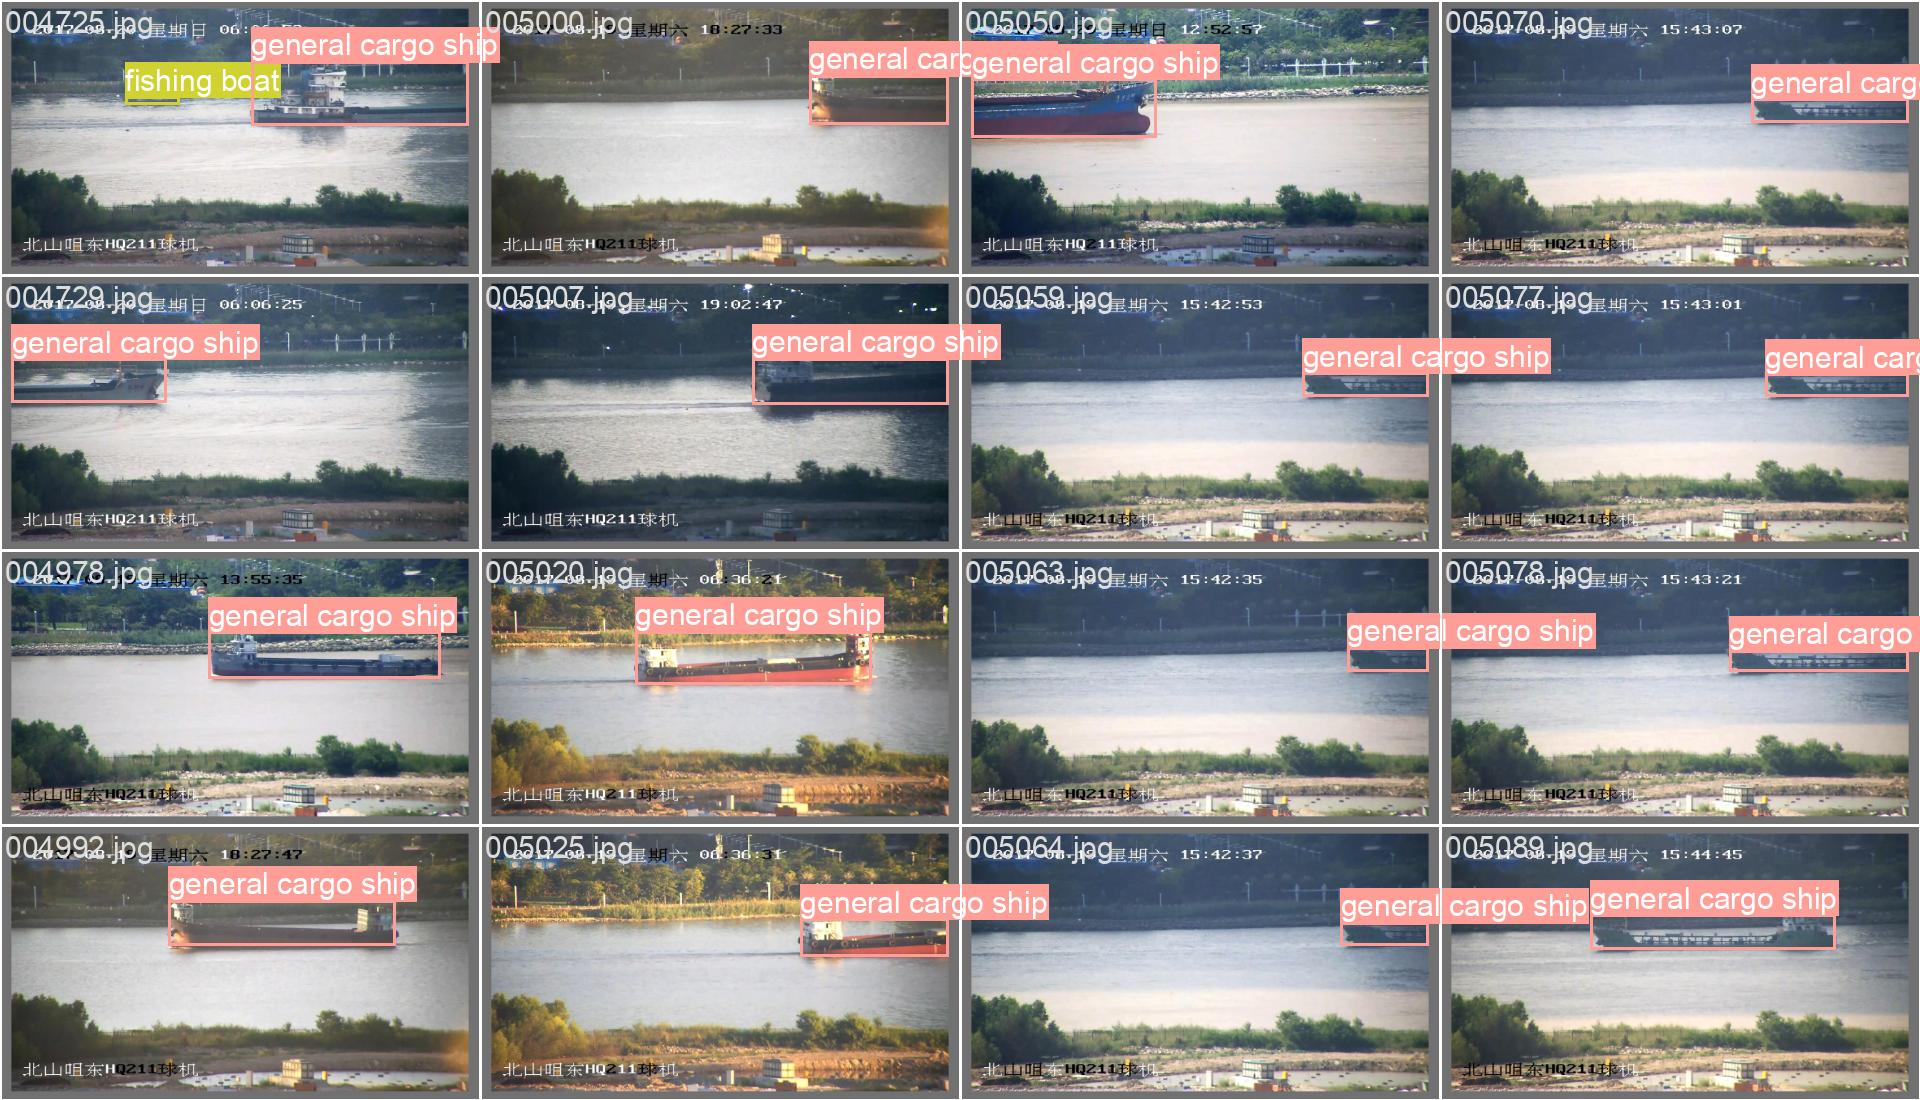 004725.jpg
星期日 06:
general cargo ship
fishing boat
北山咀东HQ211球机
005000.jpg
星期六 18:27:33
general carg
北山咀东HQ211球机
005050.jpg
星期日 12:52:57
general cargo ship
北山咀东HQ211球机
005070.jpg
星期六 15:43:07
general carg
北山咀东HQ211球机
004729.jpg
星期日 06:06:25
general cargo ship
北山咀东HQ211球机
005007.jpg
星期六 19:02:47
general cargo ship
北山咀东HQ211球机
005059.jpg
星期六 15:42:53
general cargo ship
北山咀东HQ211球机
005077.jpg
星期六 15:43:01
general carg
北山咀东HQ211球机
004978.jpg
星期六 13:55:35
general cargo ship
北山咀东HQ211球机
005020.jpg
星期六 06:36:21
general cargo ship
北山咀东HQ211球机
005063.jpg
星期六 15:42:35
general cargo ship
北山咀东HQ211球机
005078.jpg
星期六 15:43:21
general cargo
北山咀东HQ211球机
004992.jpg
星期六 18:27:47
general cargo ship
北山咀东HQ211球机
005025.jpg
星期六 06:36:31
general cargo ship
北山咀东HQ211球机
005064.jpg
星期六 15:42:37
general cargo ship
北山咀东HQ211球机
005089.jpg
星期六 15:44:45
general cargo ship
北山咀东HQ211球机